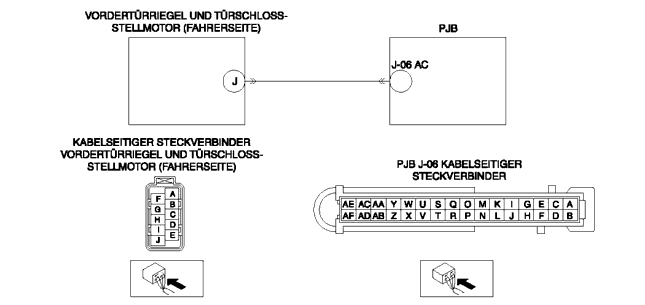 VORDERTÜRRIEGEL UND TÜRSCHLOSS-
STELLMOTOR (FAHRERSEITE)
PJB
J
J-06 AC
KABELSEITIGER STECKVERBINDER
VORDERTÜRRIEGEL UND TÜRSCHLOSS-
STELLMOTOR (FAHRERSEITE)
PJB J-06 KABELSEITIGER
STECKVERBINDER
F A
G B
H C
I D
J E
AE AC AA Y W U S Q O M K I G E C A
AF AD AB Z X V T R P N L J H F D B